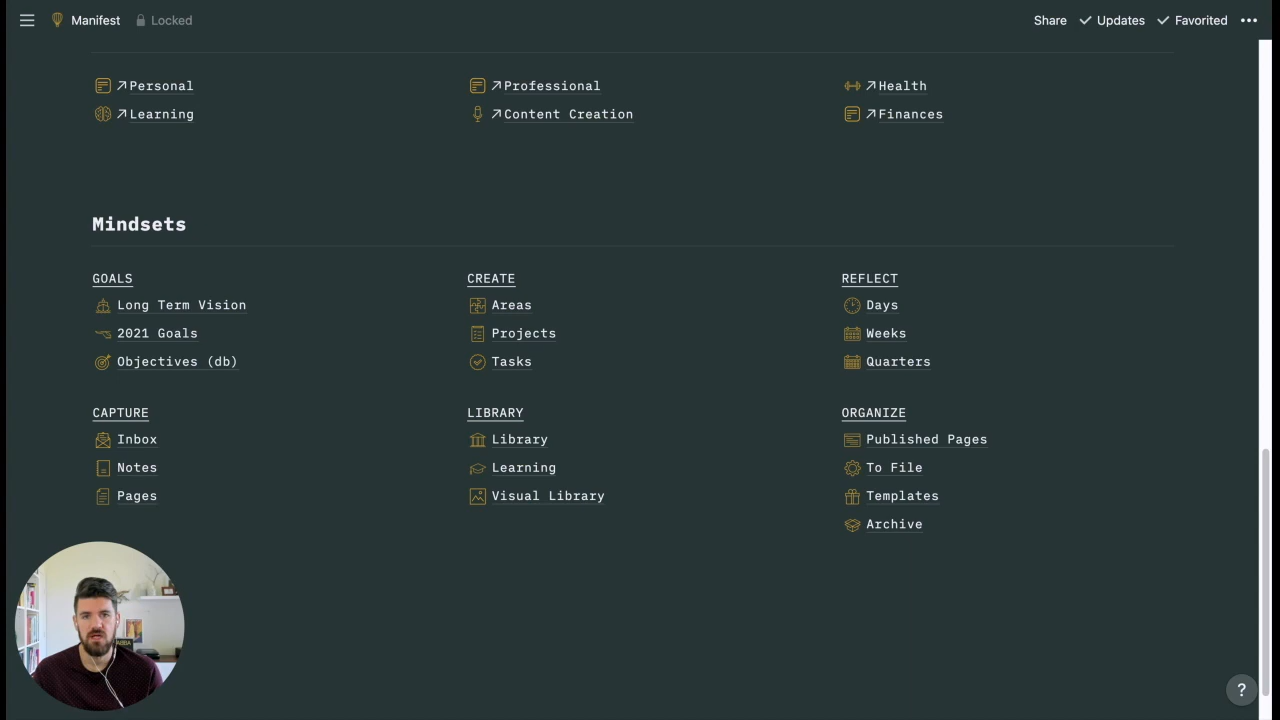 Manifest Locked Share Updates Favorited
Personal Professional Health
Learning Content Creation Finances
Mindsets
GOALS
Long Term Vision
2021 Goals
Objectives (db)
CREATE
Areas
Projects
Tasks
REFLECT
Days
Weeks
Quarters
CAPTURE
Inbox
Notes
Pages
LIBRARY
Library
Learning
Visual Library
ORGANIZE
Published Pages
To File
Templates
Archive
ABBA
?